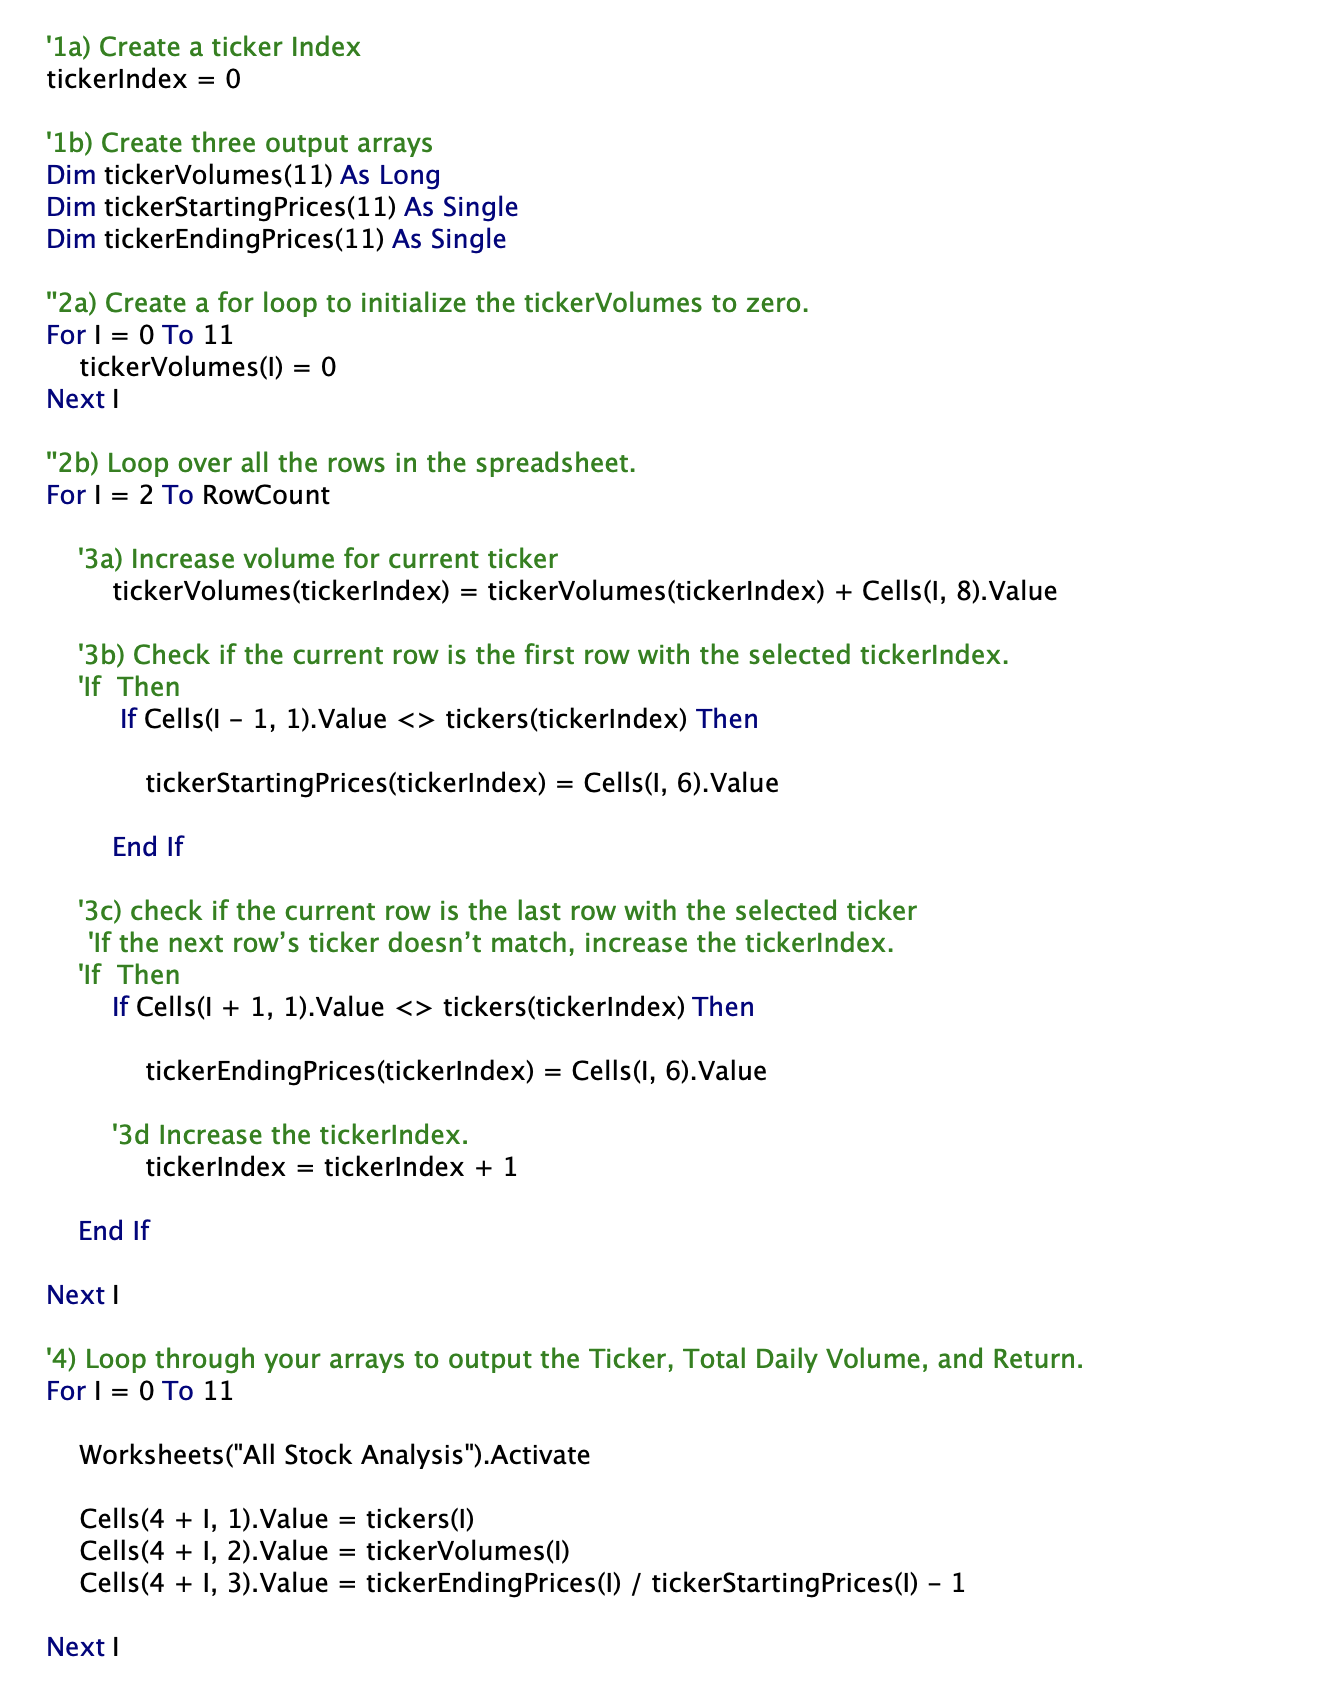 '1a) Create a ticker Index
tickerIndex = 0
'1b) Create three output arrays
Dim tickerVolumes(11) As Long
Dim tickerStartingPrices(11) As Single
Dim tickerEndingPrices(11) As Single
''2a) Create a for loop to initialize the tickerVolumes to zero.
For I = 0 To 11
tickerVolumes(I) = 0
Next I
''2b) Loop over all the rows in the spreadsheet.
For I = 2 To RowCount
'3a) Increase volume for current ticker
tickerVolumes(tickerIndex) = tickerVolumes(tickerIndex) + Cells(I, 8).Value
'3b) Check if the current row is the first row with the selected tickerIndex.
'If  Then
If Cells(I - 1, 1).Value <> tickers(tickerIndex) Then
tickerStartingPrices(tickerIndex) = Cells(I, 6).Value
End If
'3c) check if the current row is the last row with the selected ticker
'If the next row’s ticker doesn’t match, increase the tickerIndex.
'If  Then
If Cells(I + 1, 1).Value <> tickers(tickerIndex) Then
tickerEndingPrices(tickerIndex) = Cells(I, 6).Value
'3d Increase the tickerIndex.
tickerIndex = tickerIndex + 1
End If
Next I
'4) Loop through your arrays to output the Ticker, Total Daily Volume, and Return.
For I = 0 To 11
Worksheets("All Stock Analysis").Activate
Cells(4 + I, 1).Value = tickers(I)
Cells(4 + I, 2).Value = tickerVolumes(I)
Cells(4 + I, 3).Value = tickerEndingPrices(I) / tickerStartingPrices(I) - 1
Next I